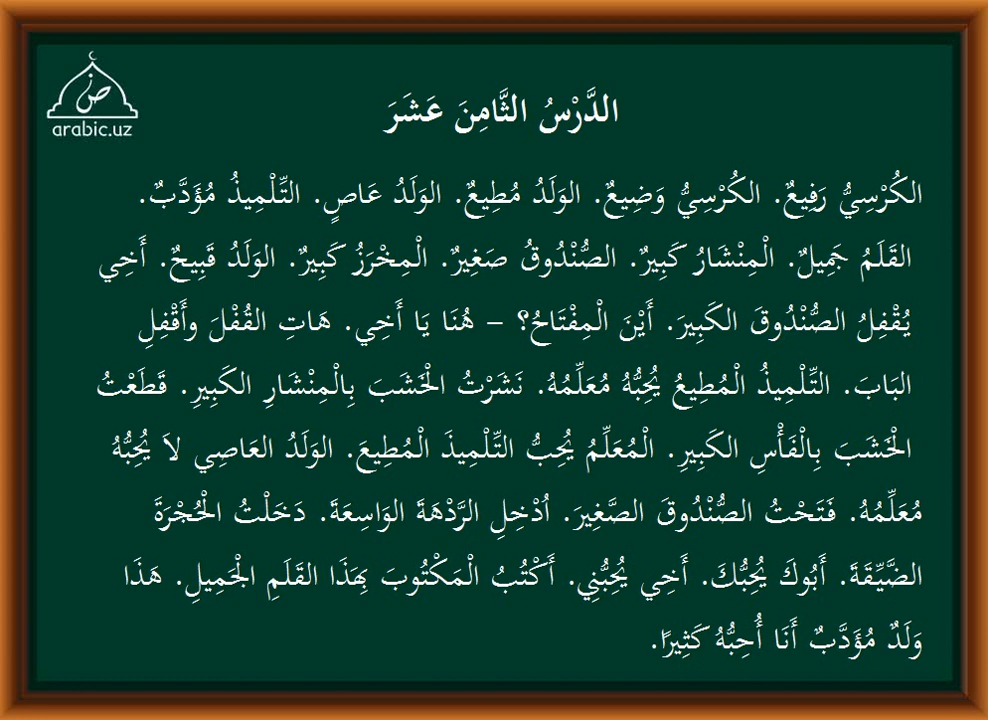 ض
arabic.uz
الدَّرْسُ الثَّامِنَ عَشَرَ
الكُرْسِيُّ رَفِيعٌ. الكُرْسِيُّ وَضِيعٌ. الوَلَدُ مُطِيعٌ. الوَلَدُ عَاصٍ. التِّلْمِيذُ مُؤَدَّبٌ.
القَلَمُ جَمِيلٌ. الْمِنْشَارُ كَبِيرٌ. الصُّنْدُوقُ صَغِيرٌ. الْمِخْرَزُ كَبِيرٌ. الوَلَدُ قَبِيحٌ. أَخِي
يُقْفِلُ الصُّنْدُوقَ الكَبِيرَ. أَيْنَ الْمِفْتَاحُ؟ – هُنَا يَا أَخِي. هَاتِ القُفْلَ وأَقْفِلِ
البَابَ. التِّلْمِيذُ الْمُطِيعُ يُحِبُّهُ مُعَلِّمُهُ. نَشَرْتُ الْخَشَبَ بِالْمِنْشَارِ الكَبِيرِ. قَطَعْتُ
الْخَشَبَ بِالْفَأْسِ الكَبِيرِ. الْمُعَلِّمُ يُحِبُّ التِّلْمِيذَ الْمُطِيعَ. الوَلَدُ العَاصِي لاَ يُحِبُّهُ
مُعَلِّمُهُ. فَتَحْتُ الصُّنْدُوقَ الصَّغِيرَ. اُدْخِلِ الرَّدْهَةَ الوَاسِعَةَ. دَخَلْتُ الْحُجْرَةَ
الضَّيِّقَةَ. أَبُوكَ يُحِبُّكَ. أَخِي يُحِبُّنِي. أَكْتُبُ الْمَكْتُوبَ بِهَذَا القَلَمِ الْجَمِيلِ. هَذَا
وَلَدٌ مُؤَدَّبٌ أَنَا أُحِبُّهُ كَثِيرًا.